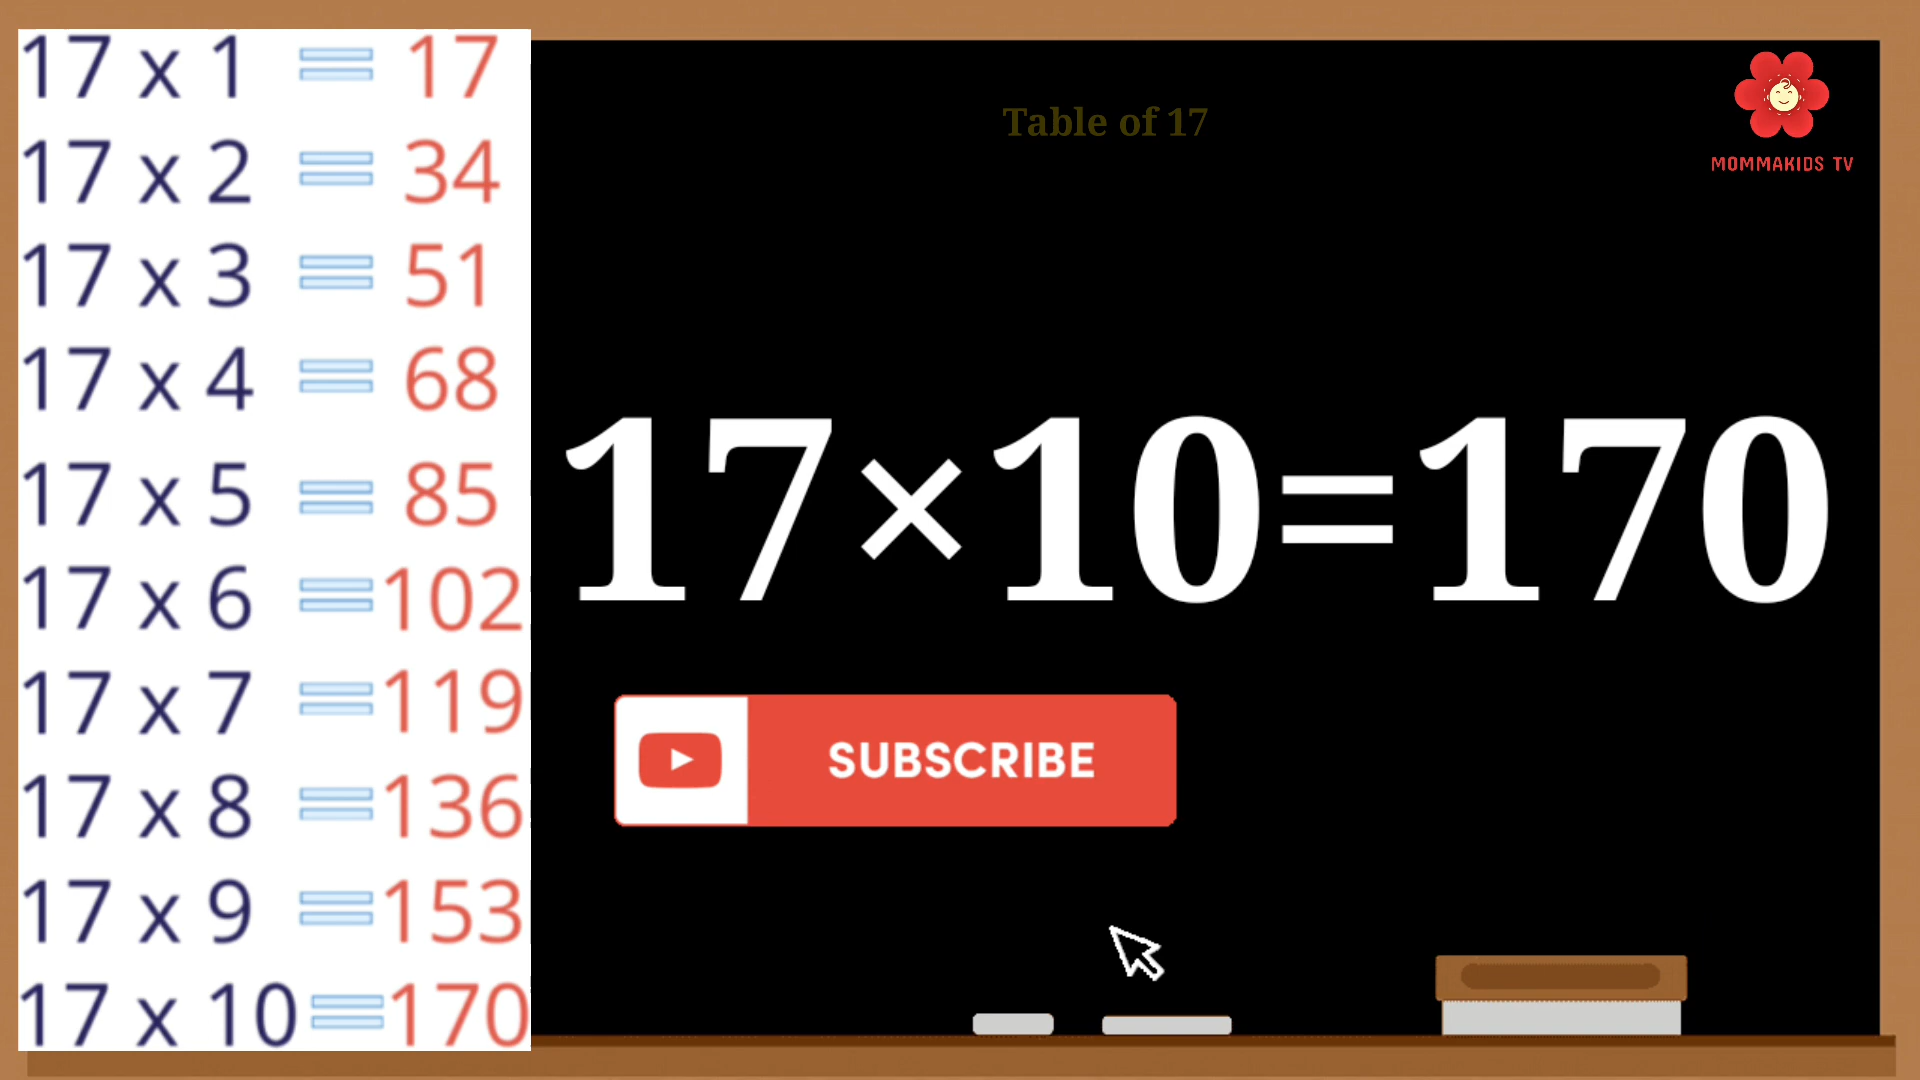 17 x 1 = 17
17 x 2 = 34
17 x 3 = 51
17 x 4 = 68
17 x 5 = 85
17 x 6 = 102
17 x 7 = 119
17 x 8 = 136
17 x 9 = 153
17 x 10 = 170
Table of 17
MOMMAKIDS TV
17×10=170
SUBSCRIBE